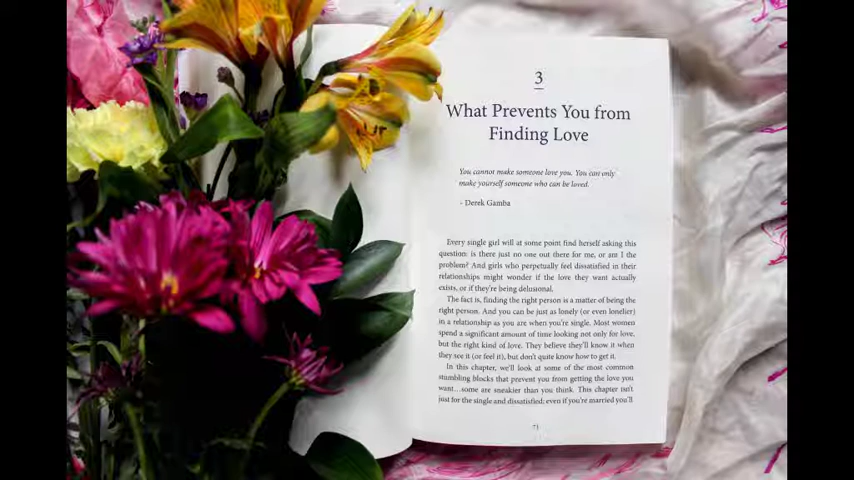 3
What Prevents You from
Finding Love
You cannot make someone love you. You can only
make yourself someone who can be loved.
- Derek Gamba
Every single girl will at some point find herself asking this
question: is there just no one out there for me, or am I the
problem? And girls who perpetually feel dissatisfied in their
relationships might wonder if the love they want actually
exists, or if they're being delusional.
The fact is, finding the right person is a matter of being the
right person. And you can be just as lonely (or even lonelier)
in a relationship as you are when you're single. Most women
spend a significant amount of time looking not only for love,
but the right kind of love. They believe they'll know it when
they see it (or feel it), but don't quite know how to get it.
In this chapter, we'll look at some of the most common
stumbling blocks that prevent you from getting the love you
want…some are sneakier than you think. This chapter isn't
just for the single and dissatisfied; even if you're married you'll
71